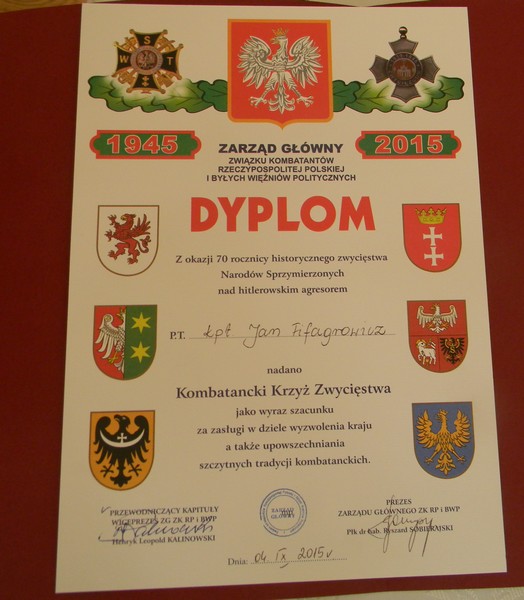 W S T
1945
2015
ZARZĄD GŁÓWNY
ZWIĄZKU KOMBATANTÓW
RZECZYPOSPOLITEJ POLSKIEJ
I BYŁYCH WIĘŹNIÓW POLITYCZNYCH
DYPLOM
Z okazji 70 rocznicy historycznego zwycięstwa
Narodów Sprzymierzonych
nad hitlerowskim agresorem
P.T. kpt. Jan
nadano
Kombatancki Krzyż Zwycięstwa
jako wyraz szacunku
za zasługi w dziele wyzwolenia kraju
a także upowszechniania
szczytnych tradycji kombatanckich.
PRZEWODNICZĄCY KAPITUŁY
WICEPREZES ZG ZK RP i BWP
Henryk Leopold KALINOWSKI
ZARZĄD
GŁÓWNY
PREZES
ZARZĄDU GŁÓWNEGO ZK RP i BWP
Płk dr hab. Ryszard SOBIERAJSKI
Dnia: 04. IX 2015 r